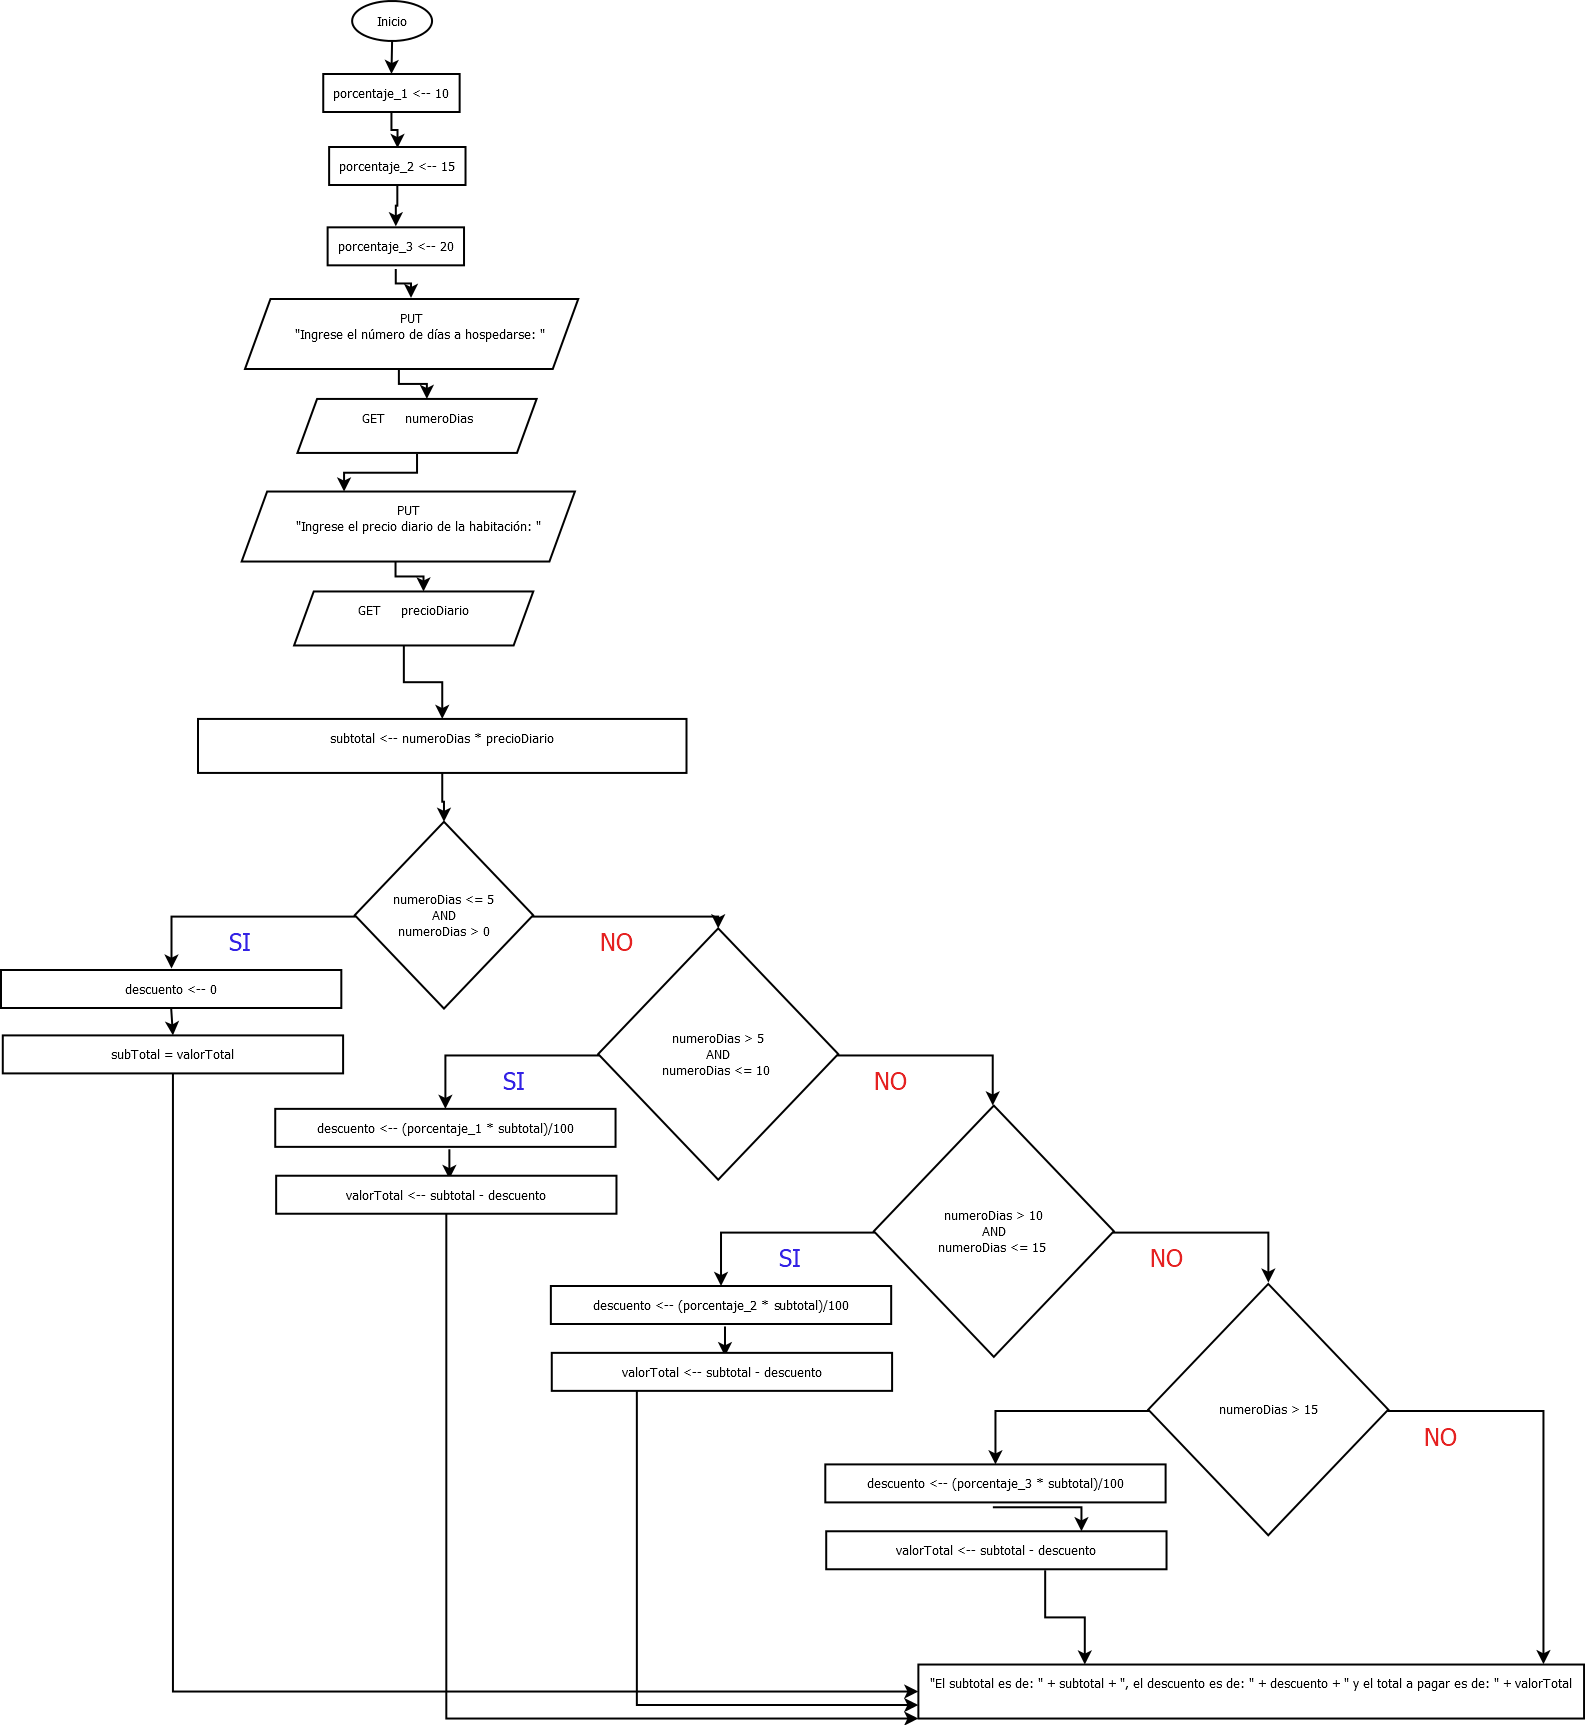 Inicio
porcentaje_1 <-- 10
porcentaje_2 <-- 15
porcentaje_3 <-- 20
PUT
"Ingrese el número de días a hospedarse: "
GET numeroDias
PUT
"Ingrese el precio diario de la habitación: "
GET precioDiario
subtotal <-- numeroDias * precioDiario
numeroDias <= 5
AND
numeroDias > 0
SI
NO
descuento <-- 0
subTotal = valorTotal
numeroDias > 5
AND
numeroDias <= 10
SI
NO
descuento <-- (porcentaje_1 * subtotal)/100
valorTotal <-- subtotal - descuento
numeroDias > 10
AND
numeroDias <= 15
SI
NO
descuento <-- (porcentaje_2 * subtotal)/100
valorTotal <-- subtotal - descuento
numeroDias > 15
NO
descuento <-- (porcentaje_3 * subtotal)/100
valorTotal <-- subtotal - descuento
"El subtotal es de: " + subtotal + ", el descuento es de: " + descuento + " y el total a pagar es de: " + valorTotal